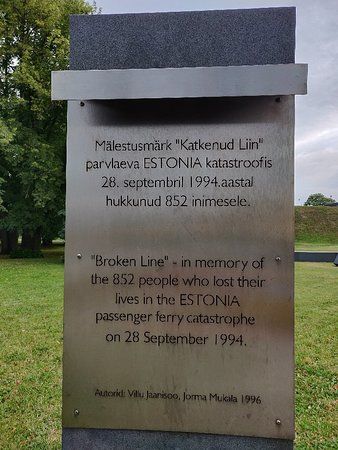 Mälestusmärk "Katkenud Liin"
parvlaeva ESTONIA katastroofis
28. septembril 1994.aastal
hukkunud 852 inimesele.
"Broken Line" - in memory of
the 852 people who lost their
lives in the ESTONIA
passenger ferry catastrophe
on 28 September 1994.
Autorid: Villu Jaanisoo, Jorma Mukala 1996